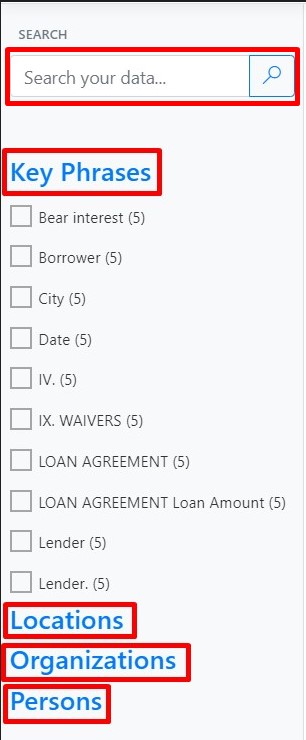 SEARCH
Search your data...
Key Phrases
Bear interest (5)
Borrower (5)
City (5)
Date (5)
IV. (5)
IX. WAIVERS (5)
LOAN AGREEMENT (5)
LOAN AGREEMENT Loan Amount (5)
Lender (5)
Lender. (5)
Locations
Organizations
Persons